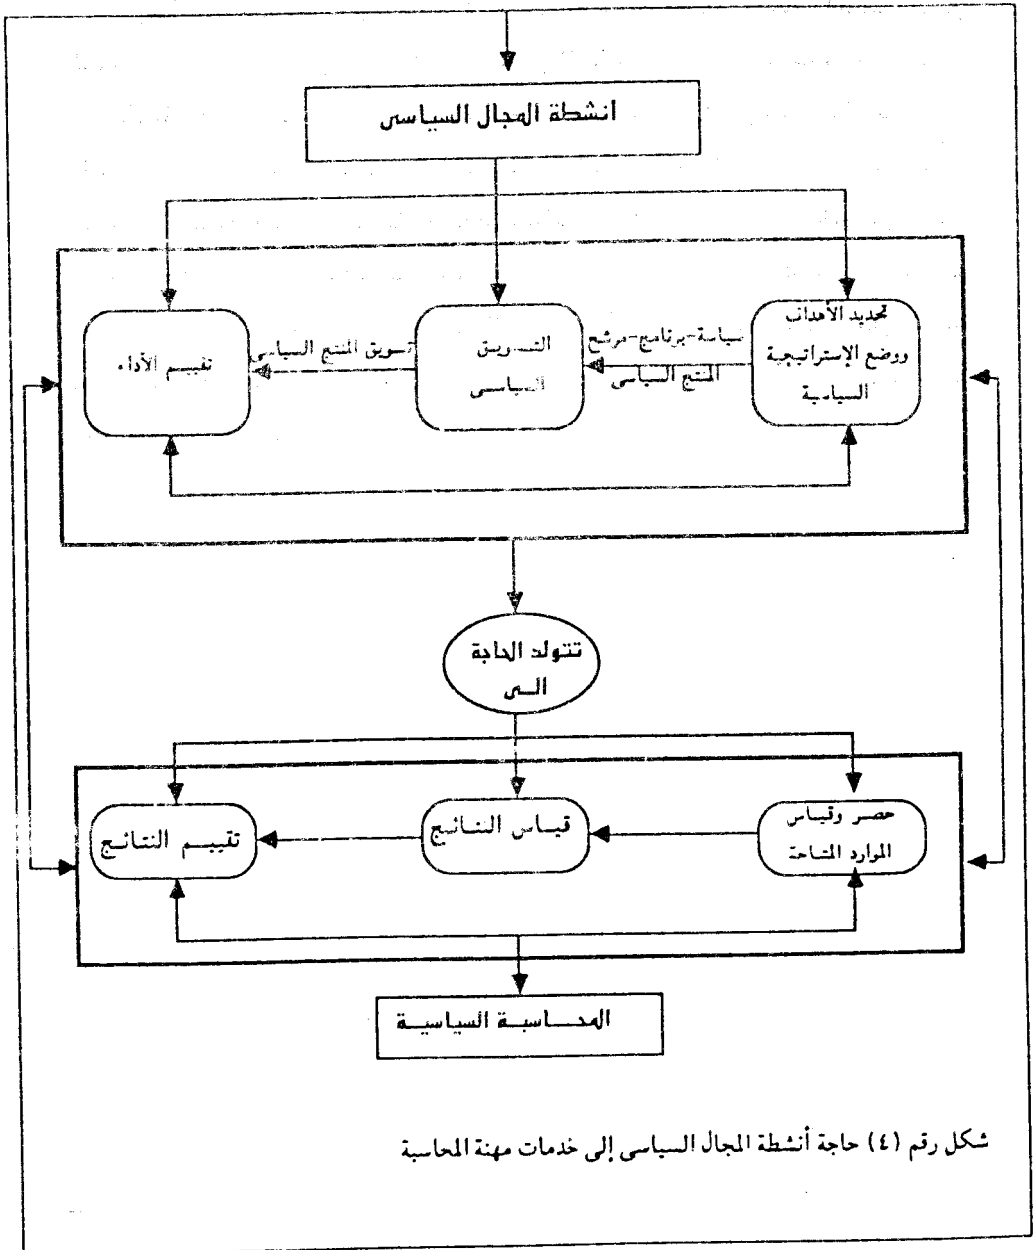 أنشطة المجال السياسى
تحديد الأهداف
ووضع الإستراتيجية
السياسية
سياسة-برنامج-مرشح
المنتج السياسى
التسويق
السياسى
تسويق المنتج السياسى
تقييم الأداء
تتولد الحاجة
الى
حصر وقياس
الموارد المتاحة
قياس النتائج
تقييم النتائج
المحاسبة السياسية
شكل رقم (٤) حاجة أنشطة المجال السياسى إلى خدمات مهنة المحاسبة